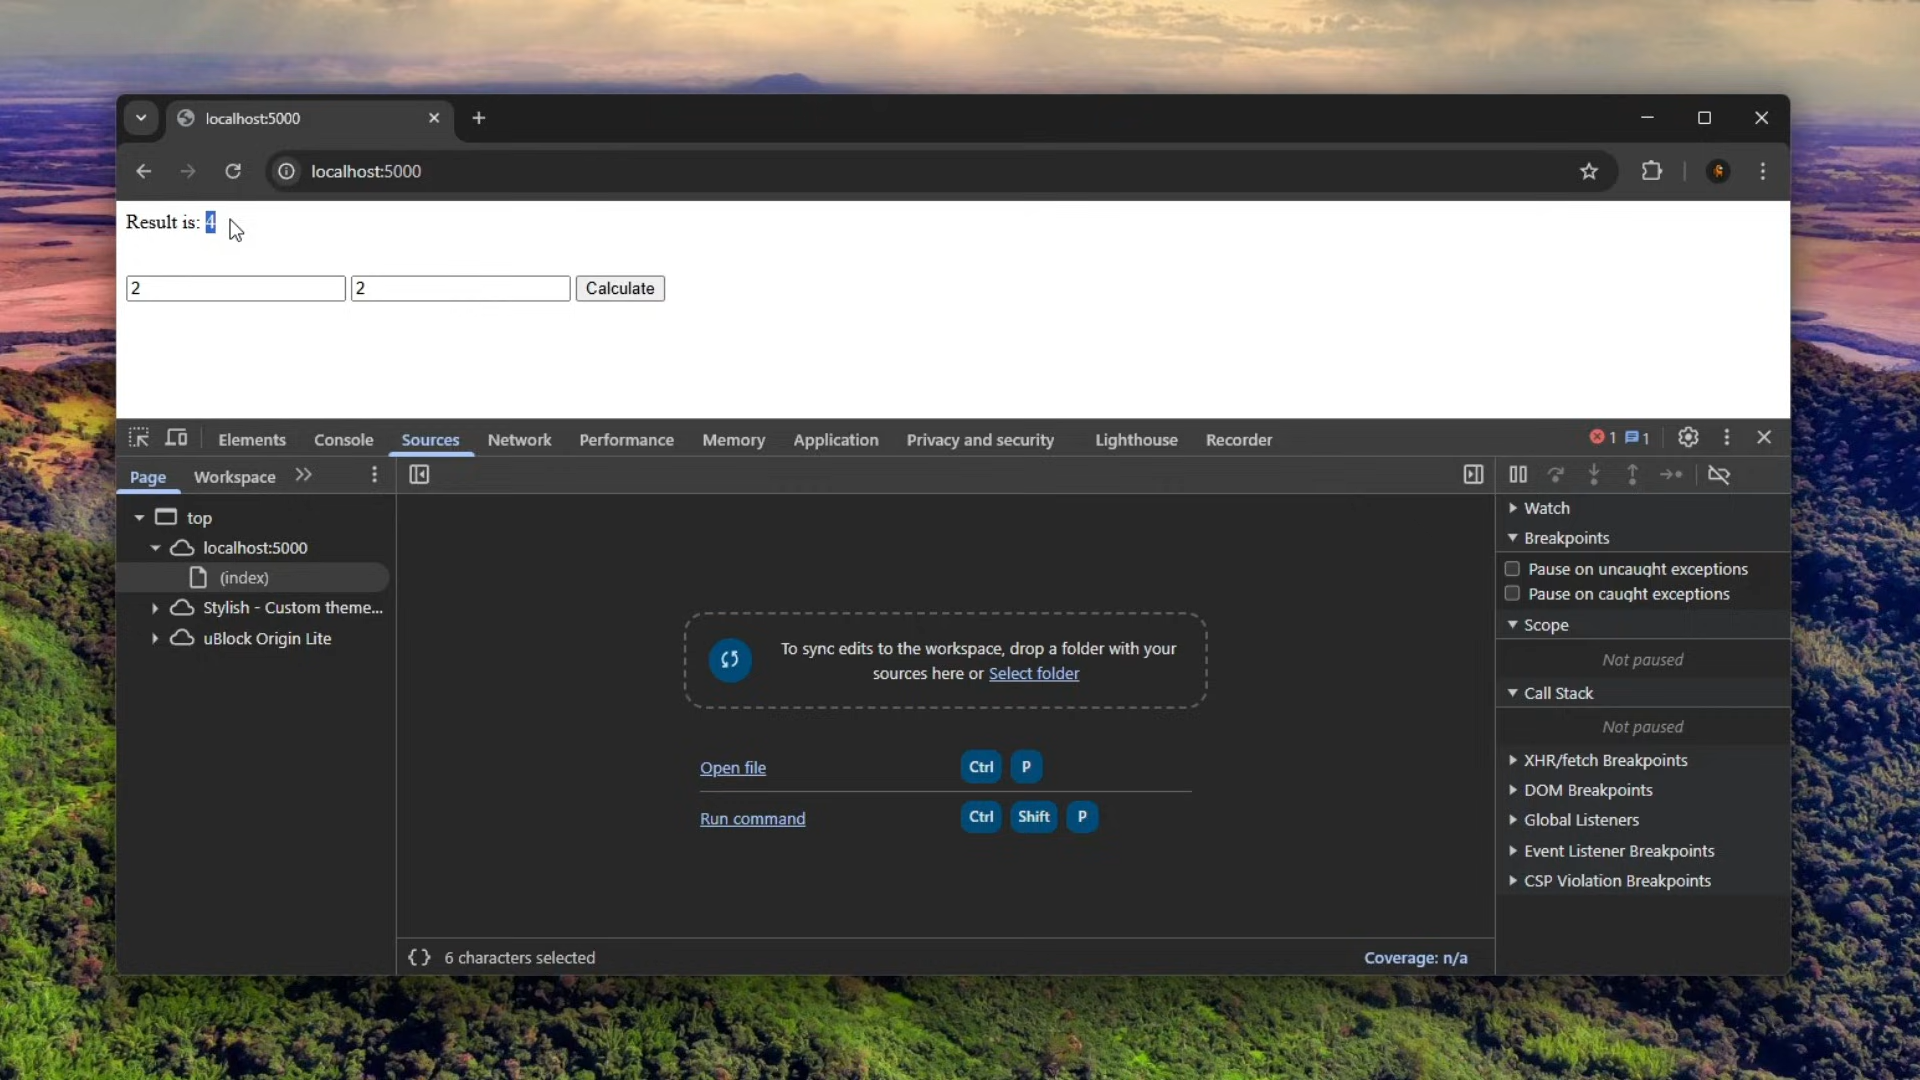 localhost:5000
localhost:5000
Result is: 4
2 2 Calculate
Elements Console Sources Network Performance Memory Application Privacy and security Lighthouse Recorder 1 1
Page Workspace
top
localhost:5000
(index)
Stylish - Custom theme...
uBlock Origin Lite
To sync edits to the workspace, drop a folder with your
sources here or Select folder
Open file Ctrl P
Run command Ctrl Shift P
{ } 6 characters selected Coverage: n/a
Watch
Breakpoints
Pause on uncaught exceptions
Pause on caught exceptions
Scope
Not paused
Call Stack
Not paused
XHR/fetch Breakpoints
DOM Breakpoints
Global Listeners
Event Listener Breakpoints
CSP Violation Breakpoints